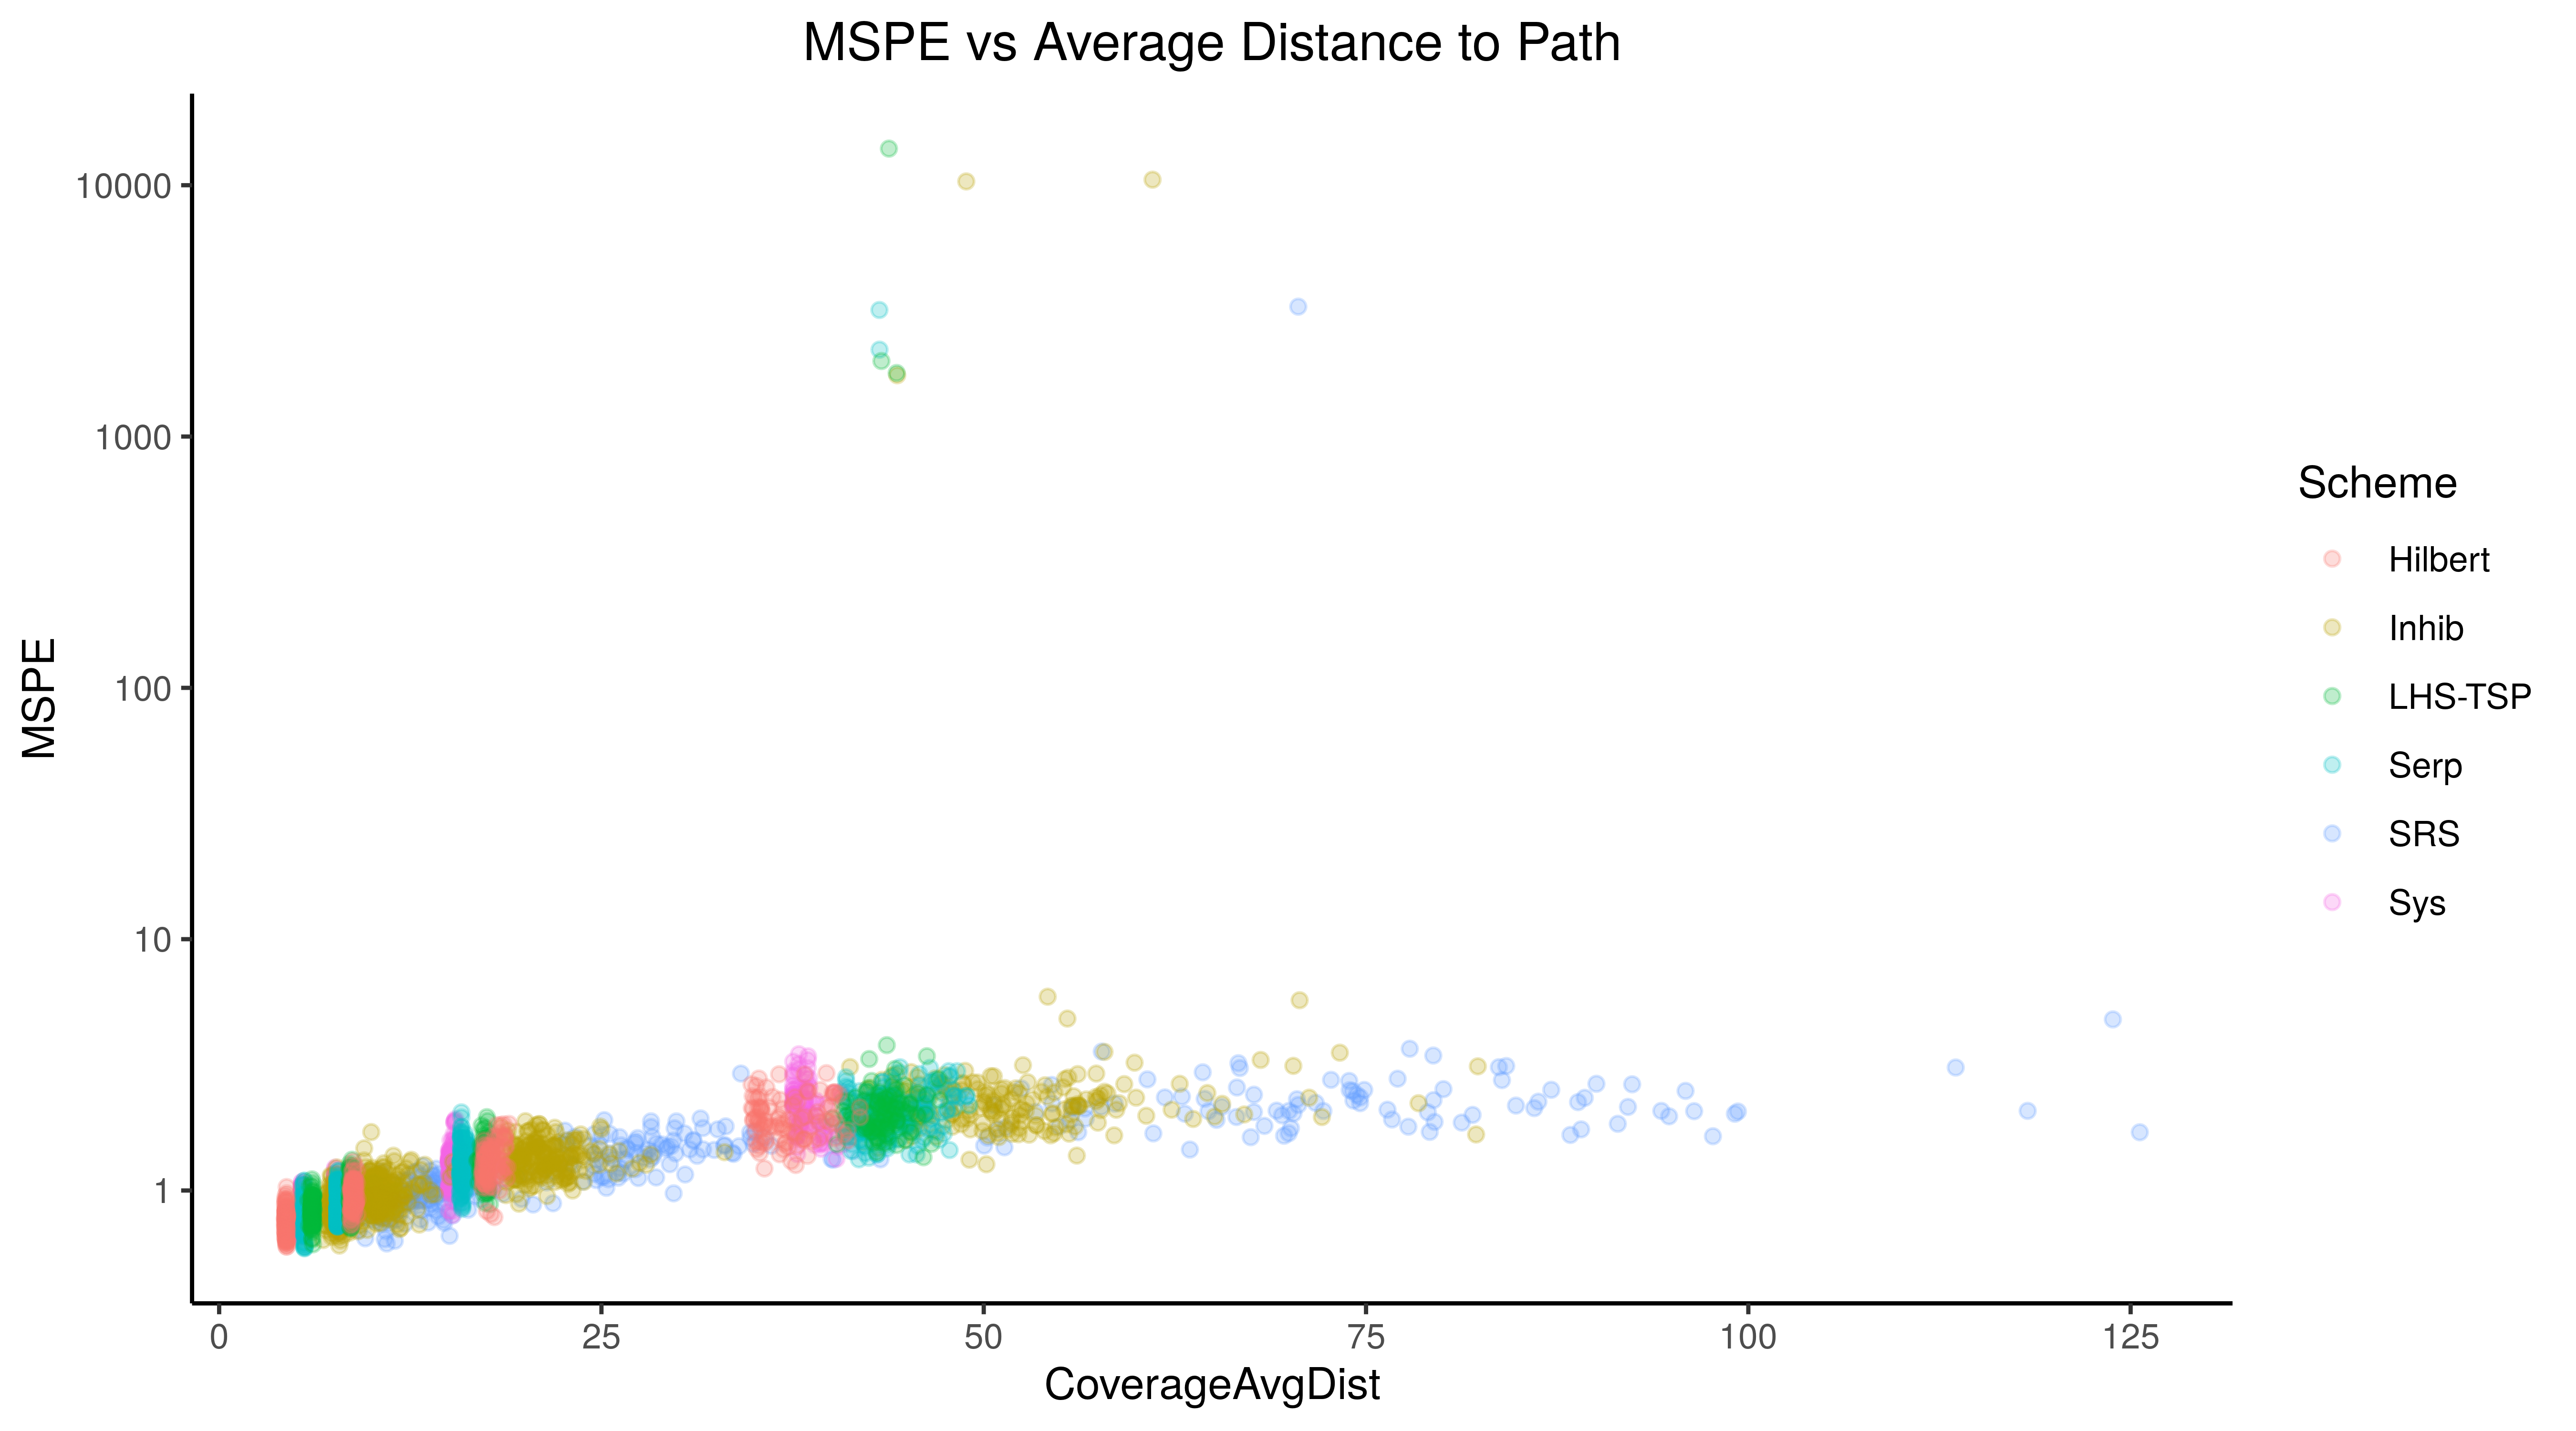 MSPE vs Average Distance to Path
10000
1000
100
10
1
MSPE
0 25 50 75 100 125
CoverageAvgDist
Scheme
Hilbert
Inhib
LHS-TSP
Serp
SRS
Sys